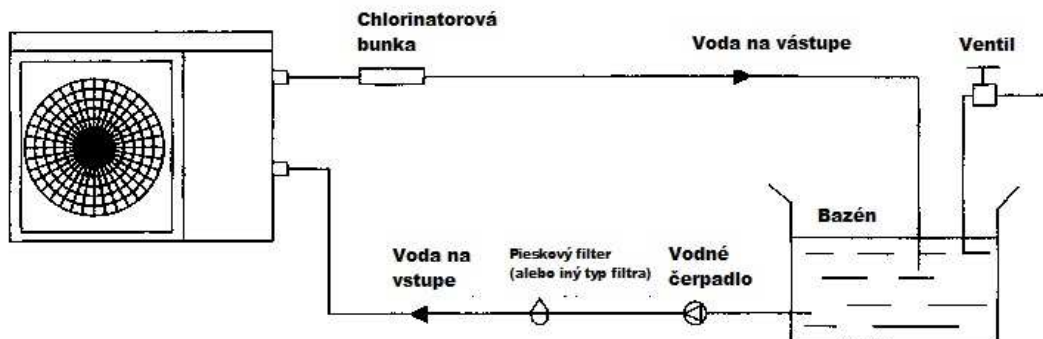 Chlorinatorová
bunka
Voda na vástupe
Ventil
Bazén
Voda na
vstupe
Pieskový filter
(alebo iný typ filtra)
Vodné
čerpadlo